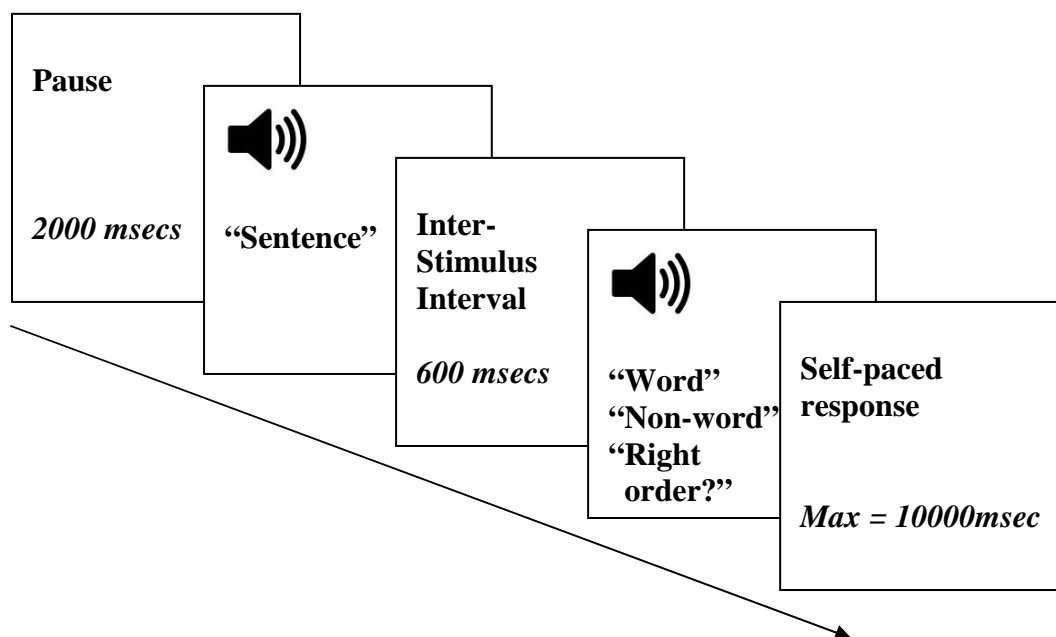 Pause
2000 msecs
“Sentence”
Inter-
Stimulus
Interval
600 msecs
“Word”
“Non-word”
“Right
order?”
Self-paced
response
Max = 10000msec